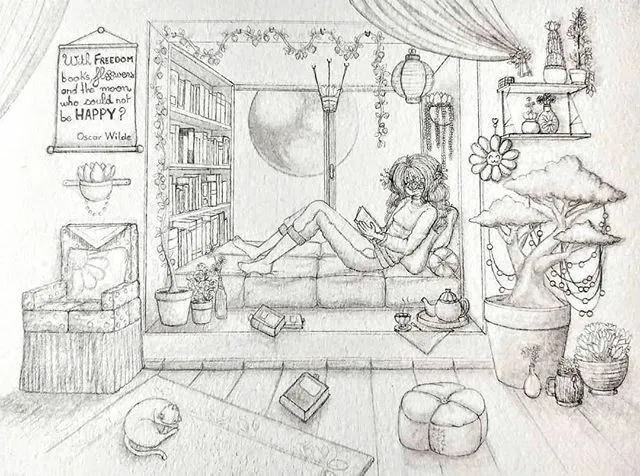 With FREEDOM
books, flowers
and the moon
who could not
be HAPPY?
Oscar Wilde